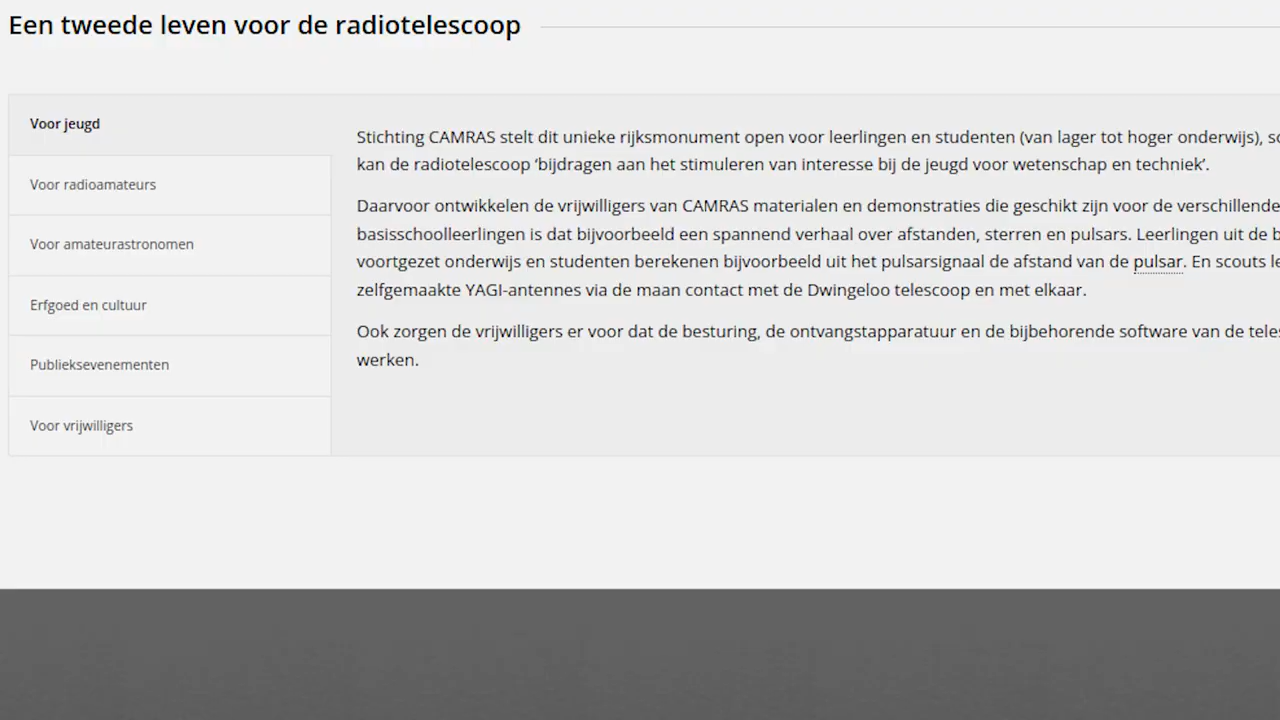 Een tweede leven voor de radiotelescoop
Voor jeugd
Voor radioamateurs
Voor amateurastronomen
Erfgoed en cultuur
Publieksevenementen
Voor vrijwilligers
Stichting CAMRAS stelt dit unieke rijksmonument open voor leerlingen en studenten (van lager tot hoger onderwijs),
kan de radiotelescoop ‘bijdragen aan het stimuleren van interesse bij de jeugd voor wetenschap en techniek’.
Daarvoor ontwikkelen de vrijwilligers van CAMRAS materialen en demonstraties die geschikt zijn voor de verschillende
basisschoolleerlingen is dat bijvoorbeeld een spannend verhaal over afstanden, sterren en pulsars. Leerlingen uit de
voortgezet onderwijs en studenten berekenen bijvoorbeeld uit het pulsarsignaal de afstand van de pulsar. En scouts
zelfgemaakte YAGI-antennes via de maan contact met de Dwingeloo telescoop en met elkaar.
Ook zorgen de vrijwilligers er voor dat de besturing, de ontvangstapparatuur en de bijbehorende software van de
werken.